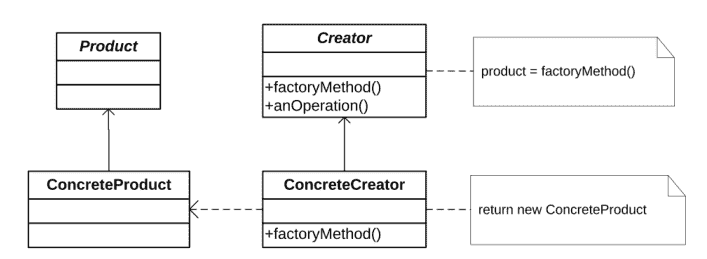 Product
Creator
+factoryMethod()
+anOperation()
product = factoryMethod()
ConcreteProduct
ConcreteCreator
+factoryMethod()
return new ConcreteProduct